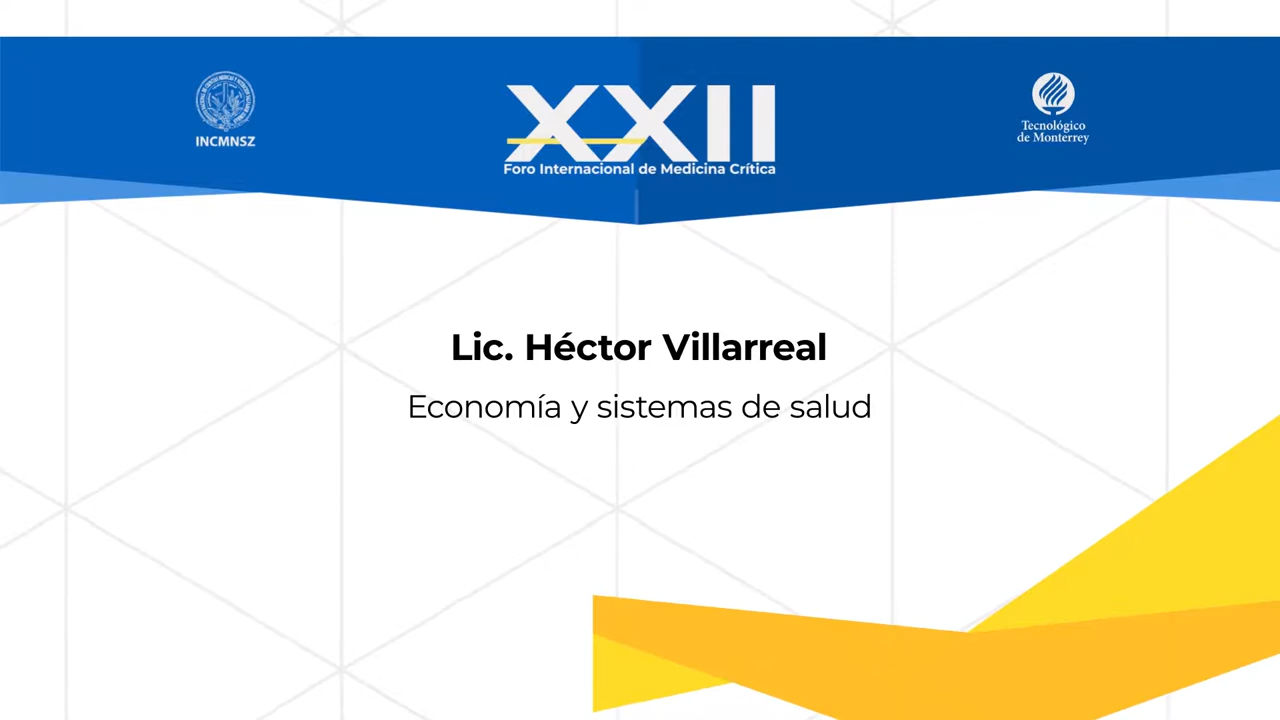 INCMNSZ
XXII
Foro Internacional de Medicina Crítica
Tecnológico
de Monterrey
Lic. Héctor Villarreal
Economía y sistemas de salud